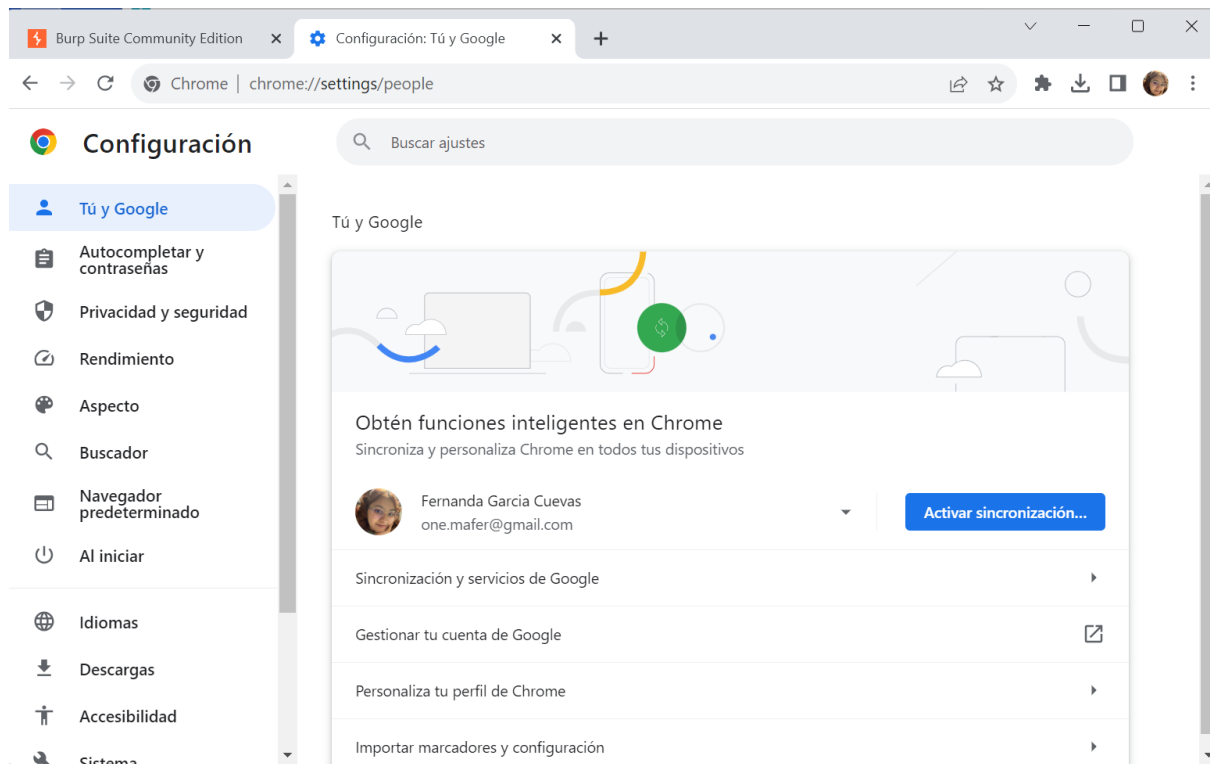 Burp Suite Community Edition
Configuración: Tú y Google
Chrome | chrome://settings/people
Configuración
Buscar ajustes
Tú y Google
Autocompletar y
contraseñas
Privacidad y seguridad
Rendimiento
Aspecto
Buscador
Navegador
predeterminado
Al iniciar
Idiomas
Descargas
Accesibilidad
Sistema
Tú y Google
Obtén funciones inteligentes en Chrome
Sincroniza y personaliza Chrome en todos tus dispositivos
Fernanda Garcia Cuevas
one.mafer@gmail.com
Activar sincronización...
Sincronización y servicios de Google
Gestionar tu cuenta de Google
Personaliza tu perfil de Chrome
Importar marcadores y configuración